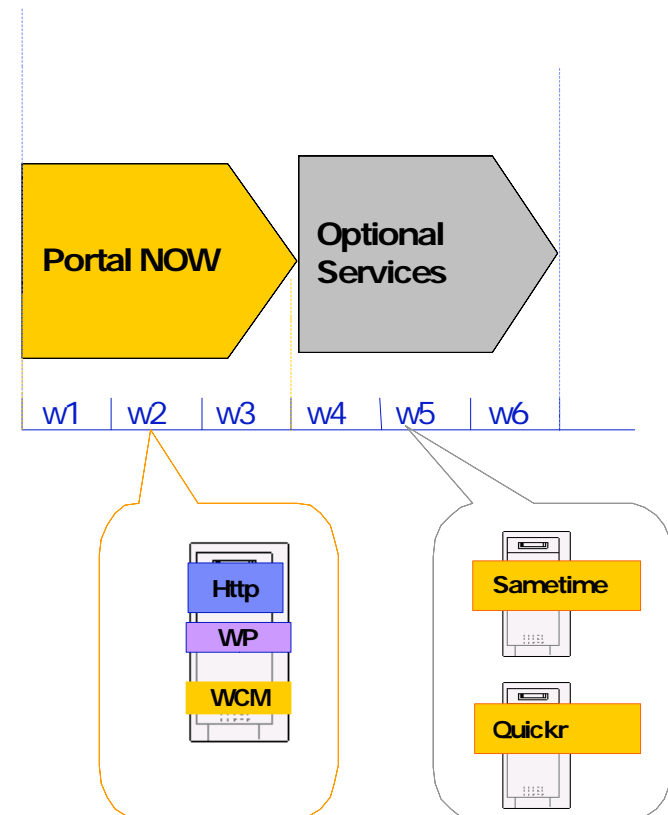 Portal NOW
Optional
Services
w1 w2 w3 w4 w5 w6
Http
WP
WCM
Sametime
Quickr